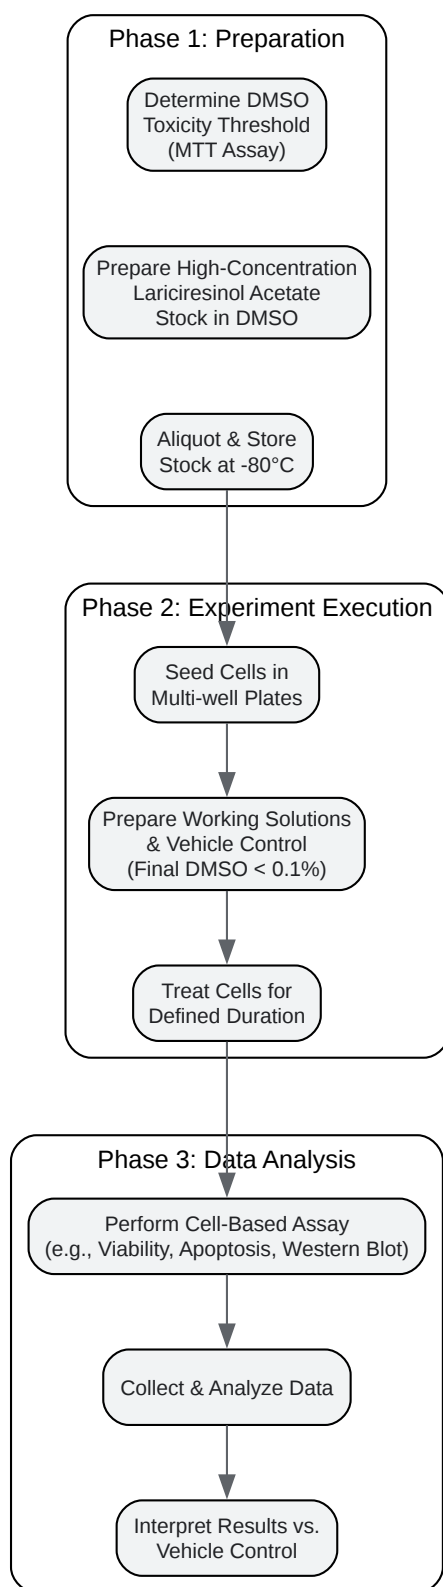 Phase 1: Preparation
Determine DMSO
Toxicity Threshold
(MTT Assay)
Prepare High-Concentration
Lariciresinol Acetate
Stock in DMSO
Aliquot & Store
Stock at -80°C
Phase 2: Experiment Execution
Seed Cells in
Multi-well Plates
Prepare Working Solutions
& Vehicle Control
(Final DMSO < 0.1%)
Treat Cells for
Defined Duration
Phase 3: Data Analysis
Perform Cell-Based Assay
(e.g., Viability, Apoptosis, Western Blot)
Collect & Analyze Data
Interpret Results vs.
Vehicle Control